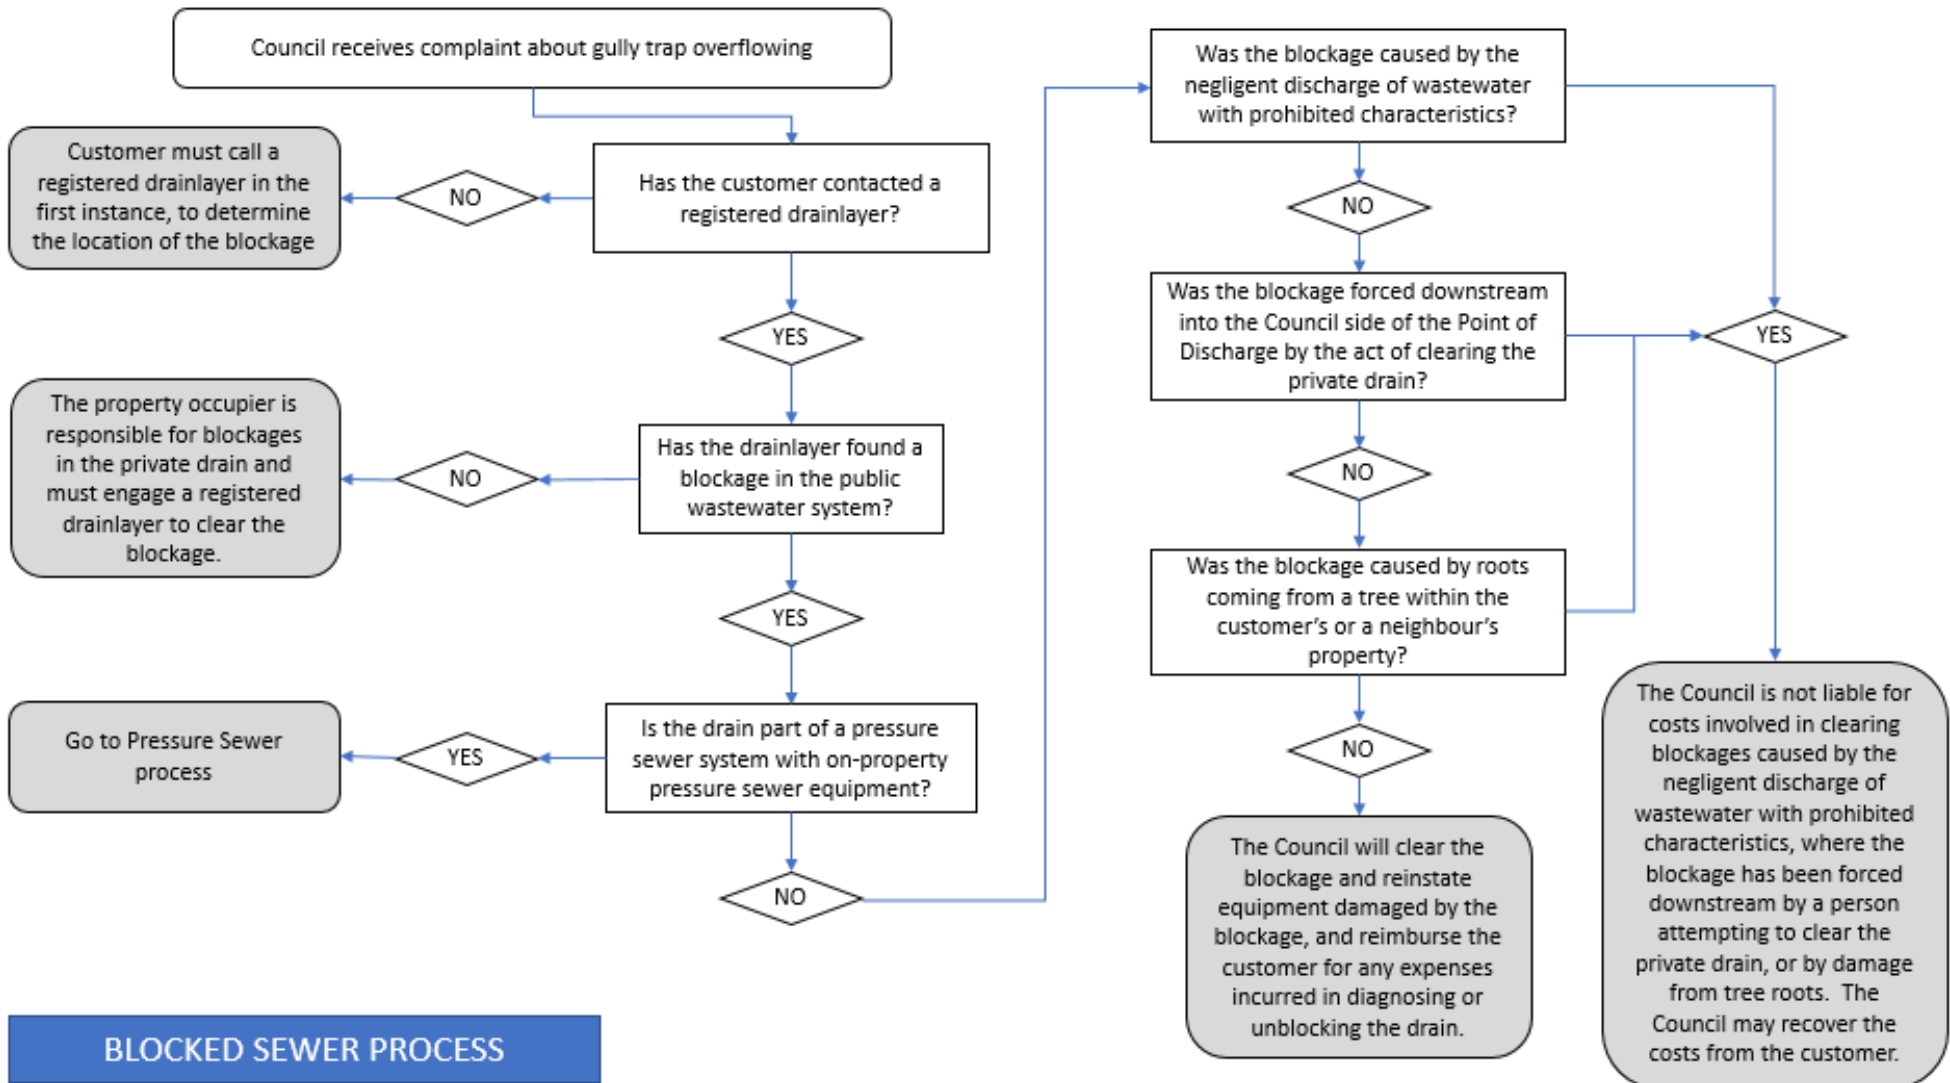 Council receives complaint about gully trap overflowing
Customer must call a
registered drainlayer in the
first instance, to determine
the location of the blockage
NO
Has the customer contacted a
registered drainlayer?
YES
The property occupier is
responsible for blockages
in the private drain and
must engage a registered
drainlayer to clear the
blockage.
NO
Has the drainlayer found a
blockage in the public
wastewater system?
YES
Go to Pressure Sewer
process
YES
Is the drain part of a pressure
sewer system with on-property
pressure sewer equipment?
NO
BLOCKED SEWER PROCESS
Was the blockage caused by the
negligent discharge of wastewater
with prohibited characteristics?
NO
Was the blockage forced downstream
into the Council side of the Point of
Discharge by the act of clearing the
private drain?
YES
NO
Was the blockage caused by roots
coming from a tree within the
customer's or a neighbour's
property?
NO
The Council will clear the
blockage and reinstate
equipment damaged by the
blockage, and reimburse the
customer for any expenses
incurred in diagnosing or
unblocking the drain.
The Council is not liable for
costs involved in clearing
blockages caused by the
negligent discharge of
wastewater with prohibited
characteristics, where the
blockage has been forced
downstream by a person
attempting to clear the
private drain, or by damage
from tree roots. The
Council may recover the
costs from the customer.